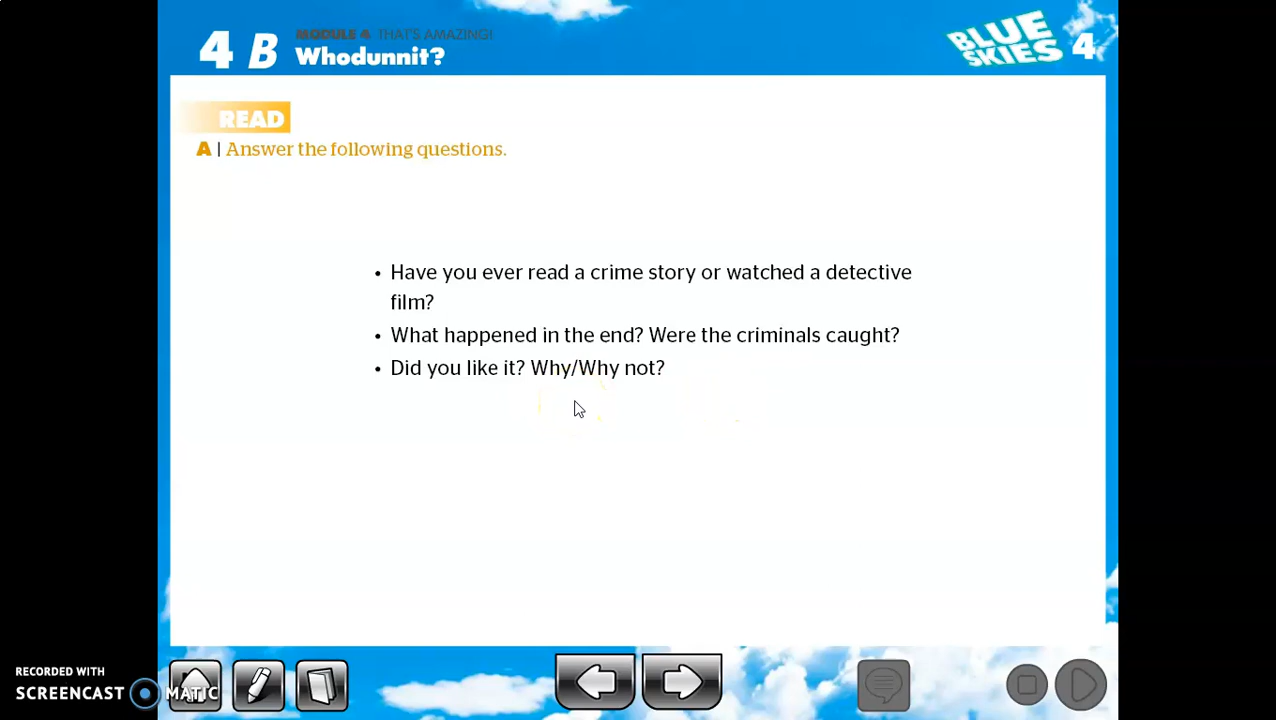 4 B
MODULE 4 THAT'S AMAZING!
Whodunnit?
BLUE
SKIES 4
READ
A | Answer the following questions.
• Have you ever read a crime story or watched a detective
film?
• What happened in the end? Were the criminals caught?
• Did you like it? Why/Why not?
RECORDED WITH
SCREENCAST MATIC